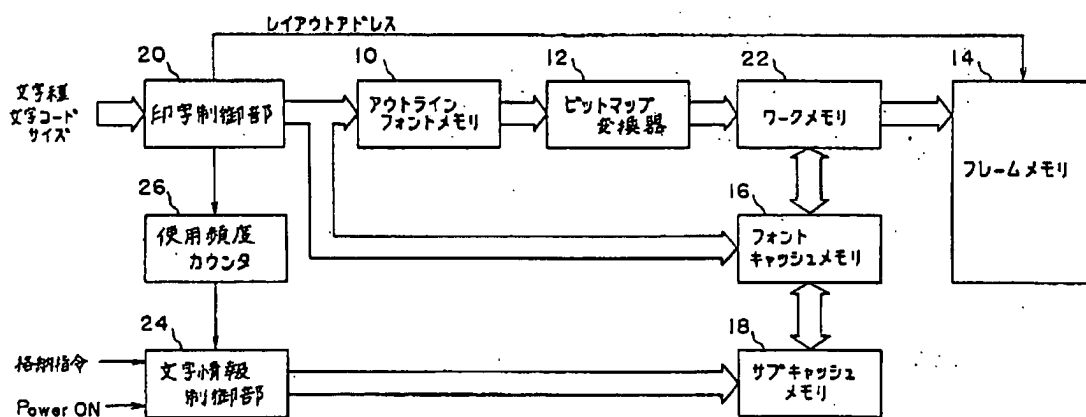 レイアウトアドレス
20
10
12
22
14
文字種
文字コード
サイズ
印字制御部
アウトライン
フォントメモリ
ビットマップ
変換器
ワークメモリ
フレームメモリ
26
使用頻度
カウンタ
16
フォント
キャッシュメモリ
24
格納指令
Power ON
文字情報
制御部
18
サブキャッシュ
メモリ